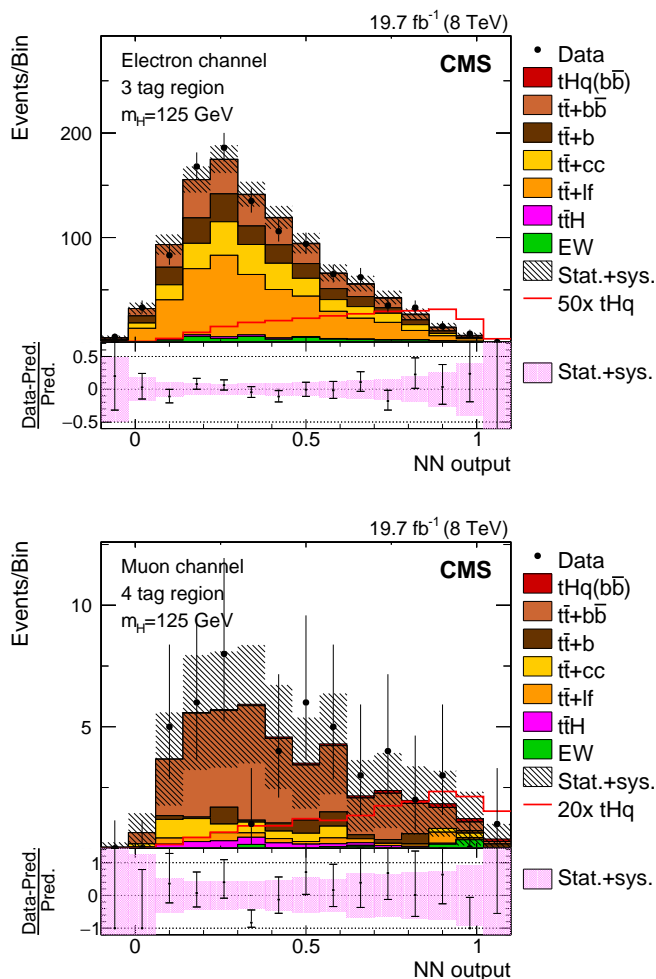 19.7 fb⁻¹ (8 TeV)
Events/Bin
200
100
Electron channel
3 tag region
m_H=125 GeV
CMS
Data
tHq(bb̄)
tt̄+bb̄
tt̄+b
tt̄+cc
tt̄+lf
tt̄H
EW
Stat.+sys.
50x tHq
Data-Pred
Pred.
0.5
0
−0.5
Stat.+sys.
0 0.5 1
NN output
19.7 fb⁻¹ (8 TeV)
Events/Bin
10
5
Muon channel
4 tag region
m_H=125 GeV
CMS
Data
tHq(bb̄)
tt̄+bb̄
tt̄+b
tt̄+cc
tt̄+lf
tt̄H
EW
Stat.+sys.
20x tHq
Data-Pred.
Pred.
1
0
−1
Stat.+sys.
0 0.5 1
NN output